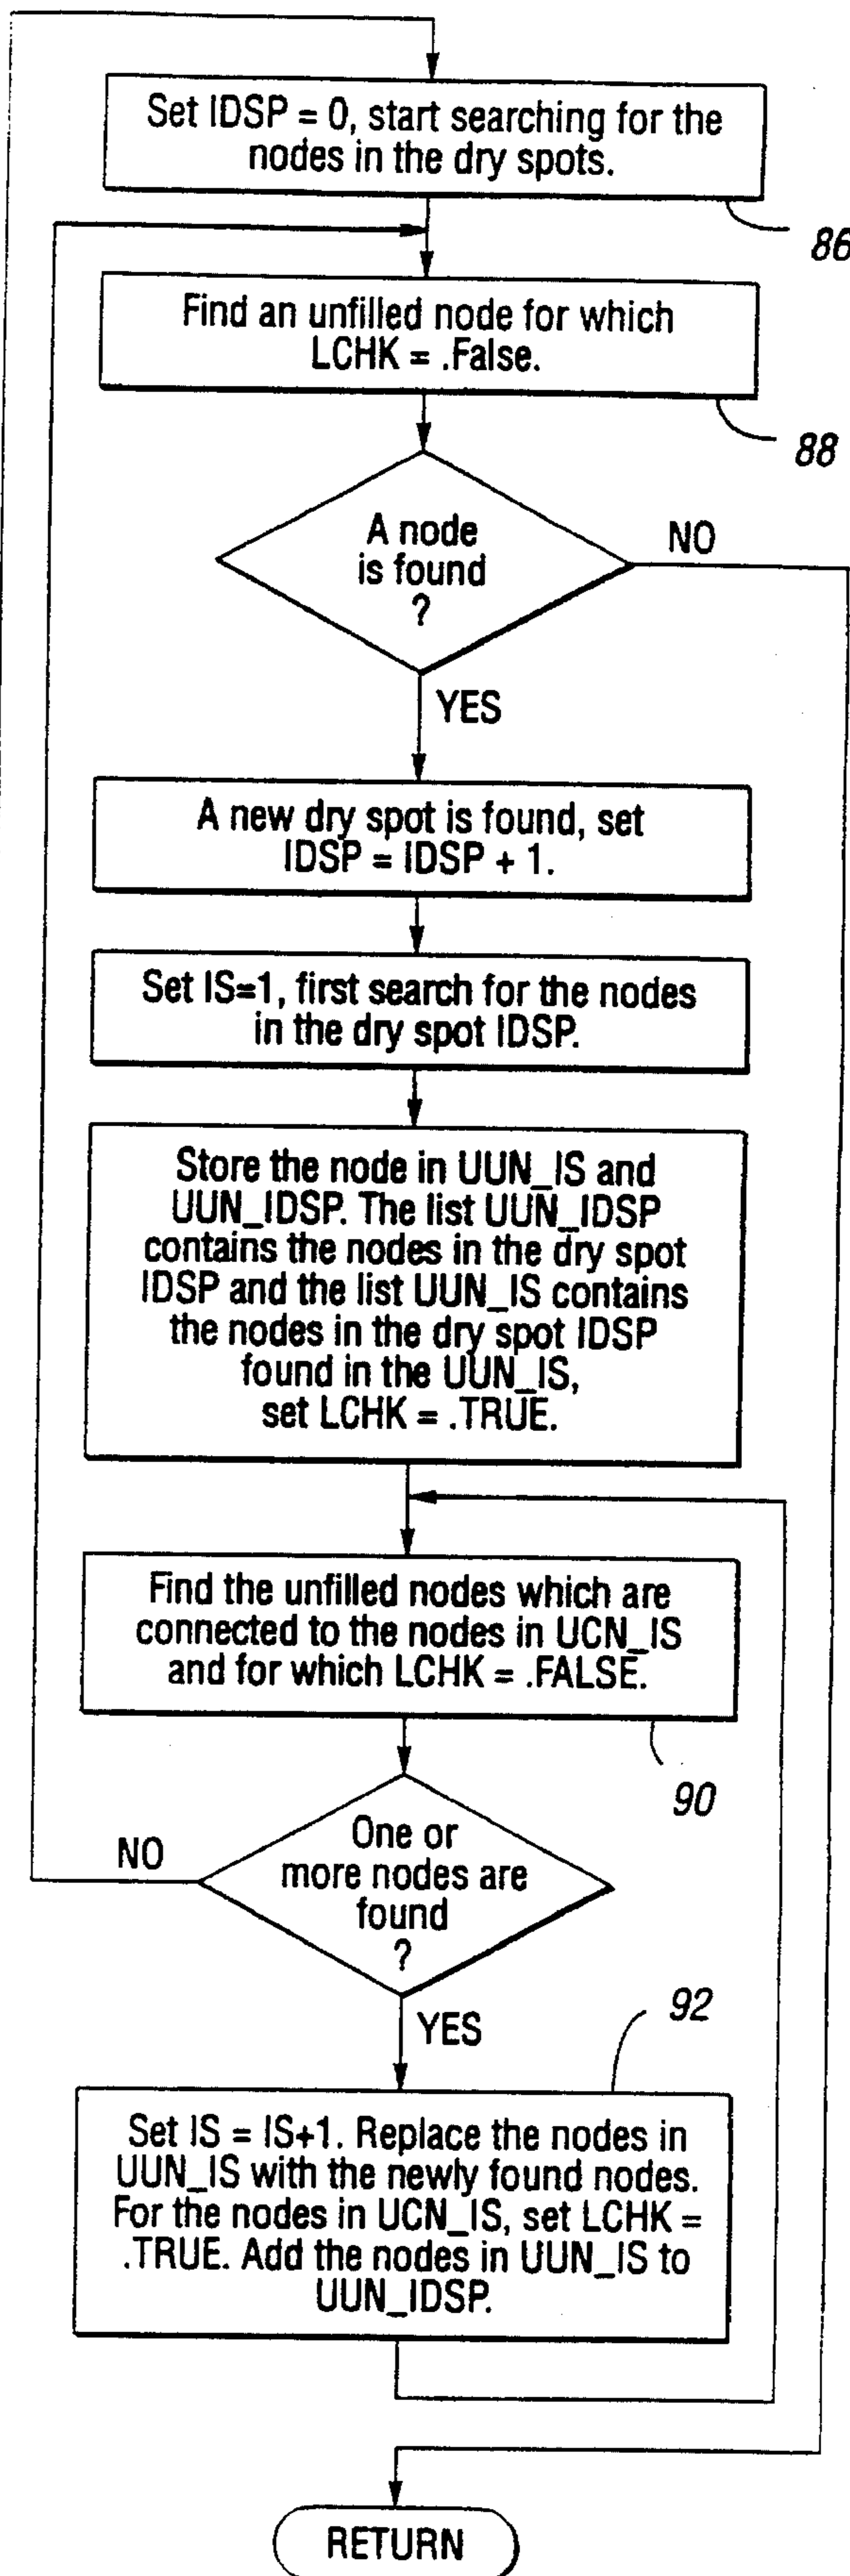 Set IDSP = 0, start searching for the
nodes in the dry spots.
86
Find an unfilled node for which
LCHK = .False.
88
A node
is found
?
NO
YES
A new dry spot is found, set
IDSP = IDSP + 1.
Set IS=1, first search for the nodes
in the dry spot IDSP.
Store the node in UUN_IS and
UUN_IDSP. The list UUN_IDSP
contains the nodes in the dry spot
IDSP and the list UUN_IS contains
the nodes in the dry spot IDSP
found in the UUN_IS,
set LCHK = .TRUE.
Find the unfilled nodes which are
connected to the nodes in UCN_IS
and for which LCHK = .FALSE.
90
One or
more nodes are
found
?
NO
YES
92
Set IS = IS+1. Replace the nodes in
UUN_IS with the newly found nodes.
For the nodes in UCN_IS, set LCHK =
.TRUE. Add the nodes in UUN_IS to
UUN_IDSP.
RETURN